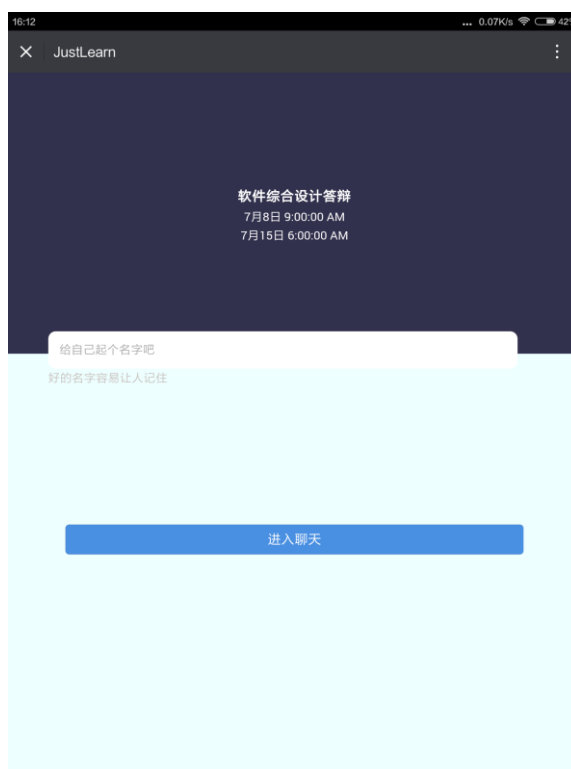 16:12
... 0.07K/s 42%
JustLearn
软件综合设计答辩
7月8日 9:00:00 AM
7月15日 6:00:00 AM
给自己起个名字吧
好的名字容易让人记住
进入聊天